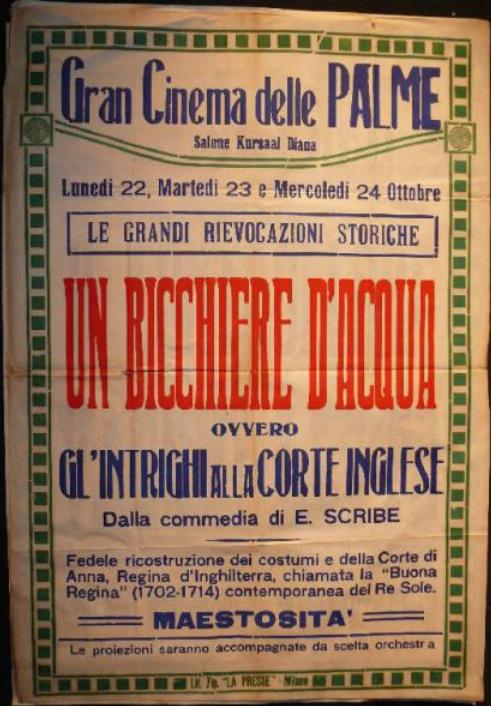 Gran Cinema delle PALME
Salone Kursaal Diana
Lunedì 22, Martedì 23 e Mercoledì 24 Ottobre
LE GRANDI RIEVOCAZIONI STORICHE
UN BICCHIERE D'ACQUA
OVVERO
GL'INTRIGHI ALLA CORTE INGLESE
Dalla commedia di E. SCRIBE
Fedele ricostruzione dei costumi e della Corte di
Anna, Regina d'Inghilterra, chiamata la "Buona
Regina" (1702-1714) contemporanea del Re Sole.
MAESTOSITA'
Le proiezioni saranno accompagnate da scelta orchestra
Lit. Tip. "LA PRESSE" - Milano